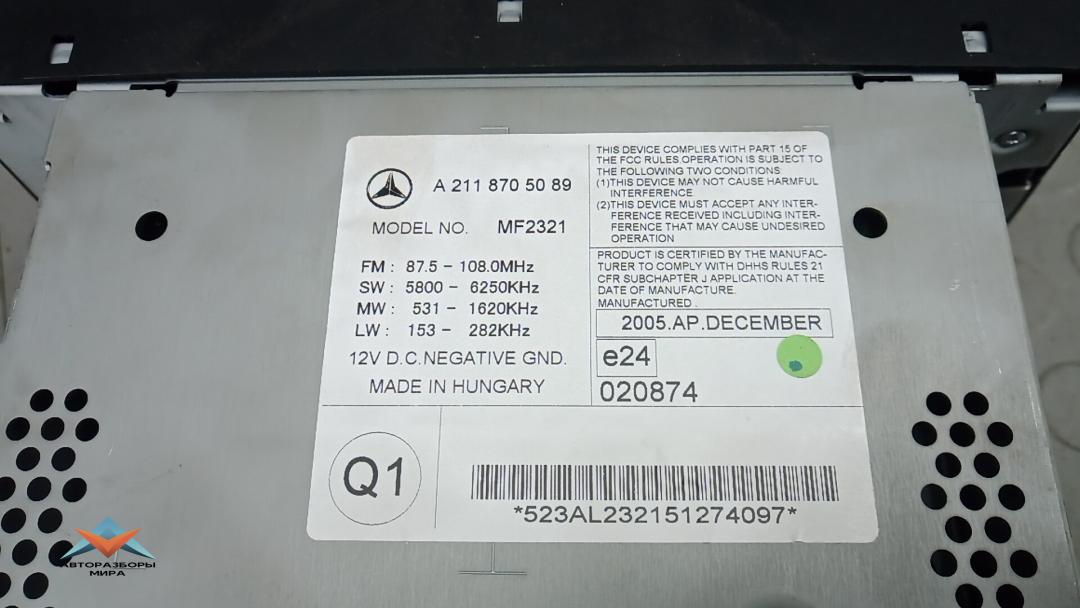 A 211 870 50 89
MODEL NO. MF2321
FM : 87.5 - 108.0MHz
SW : 5800 - 6250KHz
MW : 531 - 1620KHz
LW : 153 - 282KHz
12V D.C.NEGATIVE GND.
MADE IN HUNGARY
THIS DEVICE COMPLIES WITH PART 15 OF
THE FCC RULES.OPERATION IS SUBJECT TO
THE FOLLOWING TWO CONDITIONS:
(1)THIS DEVICE MAY NOT CAUSE HARMFUL
INTERFERENCE.
(2)THIS DEVICE MUST ACCEPT ANY INTER-
FERENCE RECEIVED INCLUDING INTER-
FERENCE THAT MAY CAUSE UNDESIRED
OPERATION
PRODUCT IS CERTIFIED BY THE MANUFAC-
TURER TO COMPLY WITH DHHS RULES 21
CFR SUBCHAPTER J APPLICATION AT THE
DATE OF MANUFACTURE.
MANUFACTURED .
2005.AP.DECEMBER
e24
020874
Q1
*523AL232151274097*
АВТОРАЗБОРЫ
МИРА